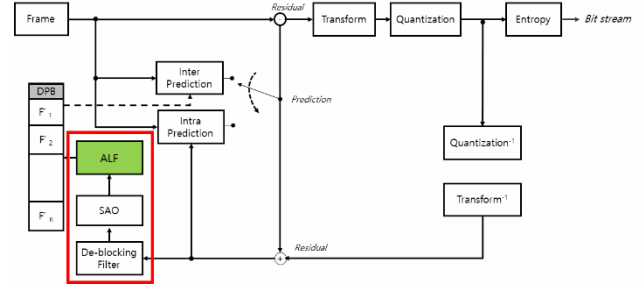 Residual
Frame
-
Transform
Quantization
Entropy
Bit stream
Inter
Prediction
DPB
Prediction
F' 1
Intra
Prediction
F' 2
ALF
Quantization-1
SAO
Transform-1
F' n
De-blocking
Filter
Residual
+